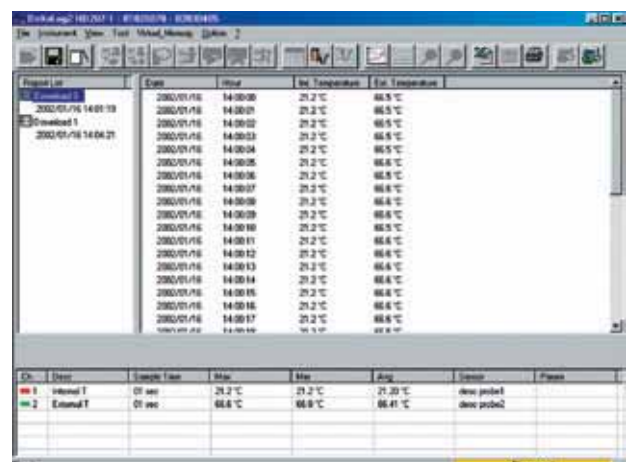 File Instrument View Tool Virtual_Memory Option ?
Report List
Download 0
2002/01/16 14:01:19
Download 1
2002/01/16 14:04:21
Date Hour Int. Temperature Ext. Temperature
2002/01/16 14:00:00 21.2 °C 66.5 °C
2002/01/16 14:00:01 21.2 °C 66.5 °C
2002/01/16 14:00:02 21.2 °C 66.5 °C
2002/01/16 14:00:03 21.2 °C 66.5 °C
2002/01/16 14:00:04 21.2 °C 66.5 °C
2002/01/16 14:00:05 21.2 °C 66.6 °C
2002/01/16 14:00:06 21.2 °C
2002/01/16 14:00:07 21.2 °C 66.6 °C
2002/01/16 14:00:08 21.2 °C 66.6 °C
2002/01/16 14:00:09 21.2 °C 66.6 °C
2002/01/16 14:00:10 21.2 °C
2002/01/16 14:00:11 21.2 °C 66.6 °C
2002/01/16 14:00:12 21.2 °C 66.6 °C
2002/01/16 14:00:13 21.2 °C 66.6 °C
2002/01/16 14:00:14 21.2 °C 66.6 °C
2002/01/16 14:00:15 21.2 °C 66.6 °C
2002/01/16 14:00:16 21.2 °C 66.6 °C
2002/01/16 14:00:17 21.2 °C 66.6 °C
Ch Desc Sample Time Max Min Avg Sensor
1 Internal T 01 sec 21.2 °C 21.2 °C 21.20 °C desc probe1
2 External T 01 sec 66.6 °C 66.41 °C desc probe2